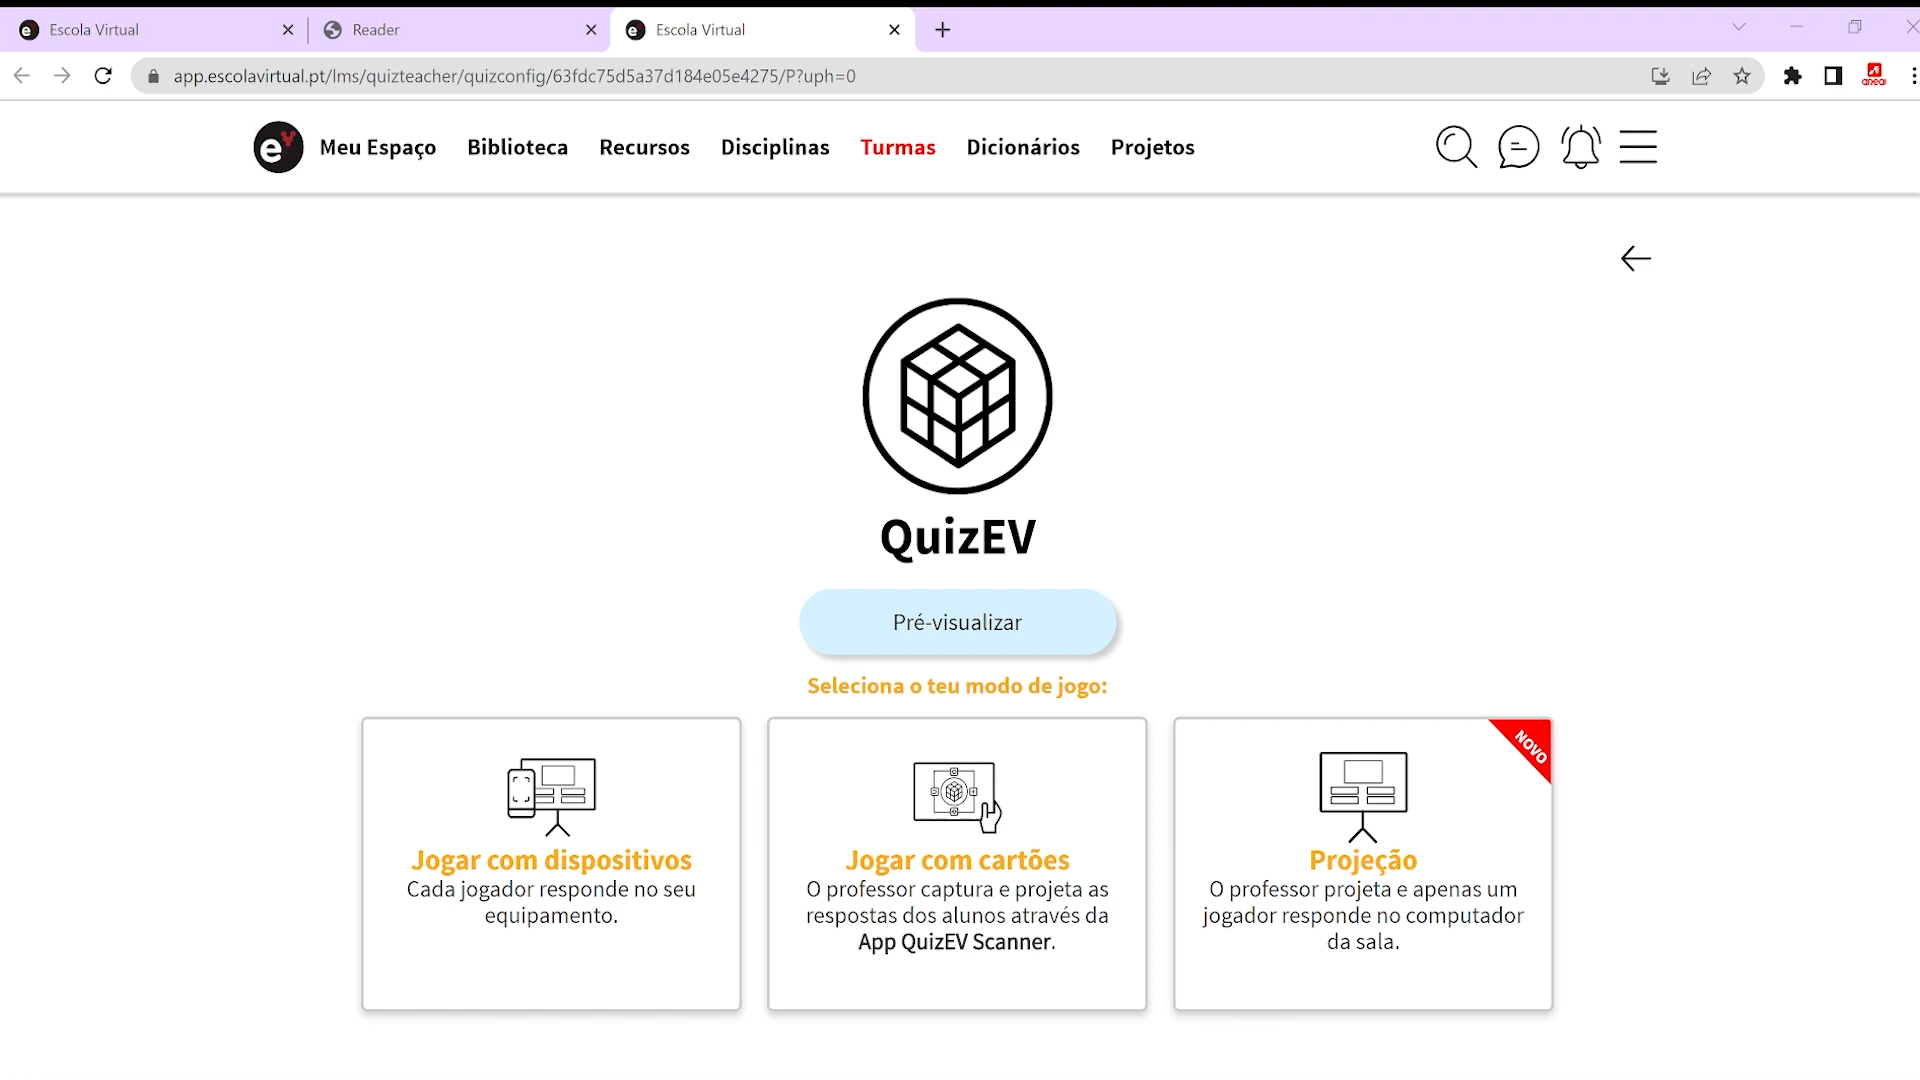 Escola Virtual
Reader
Escola Virtual
app.escolavirtual.pt/lms/quizteacher/quizconfig/63fdc75d5a37d184e05e4275/P?uph=0
Meu Espaço
Biblioteca
Recursos
Disciplinas
Turmas
Dicionários
Projetos
QuizEV
Pré-visualizar
Seleciona o teu modo de jogo:
Jogar com dispositivos
Cada jogador responde no seu
equipamento.
Jogar com cartões
O professor captura e projeta as
respostas dos alunos através da
App QuizEV Scanner.
NOVO
Projeção
O professor projeta e apenas um
jogador responde no computador
da sala.